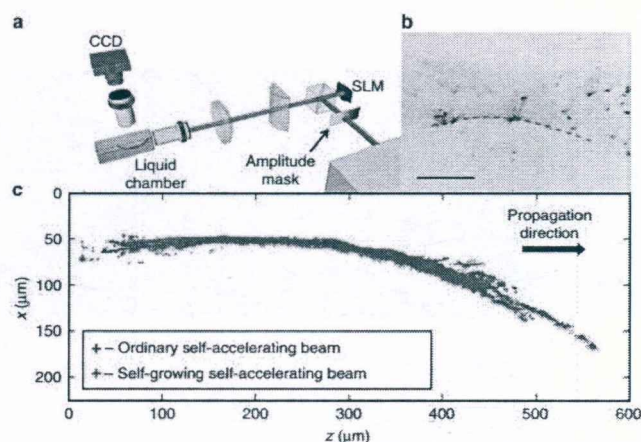 a
CCD
Liquid
chamber
Amplitude
mask
SLM
b
c
0
50
100
150
200
x (μm)
Propagation
direction
+ – Ordinary self-accelerating beam
+ – Self-growing self-accelerating beam
0 100 200 300 400 500 600
z (μm)